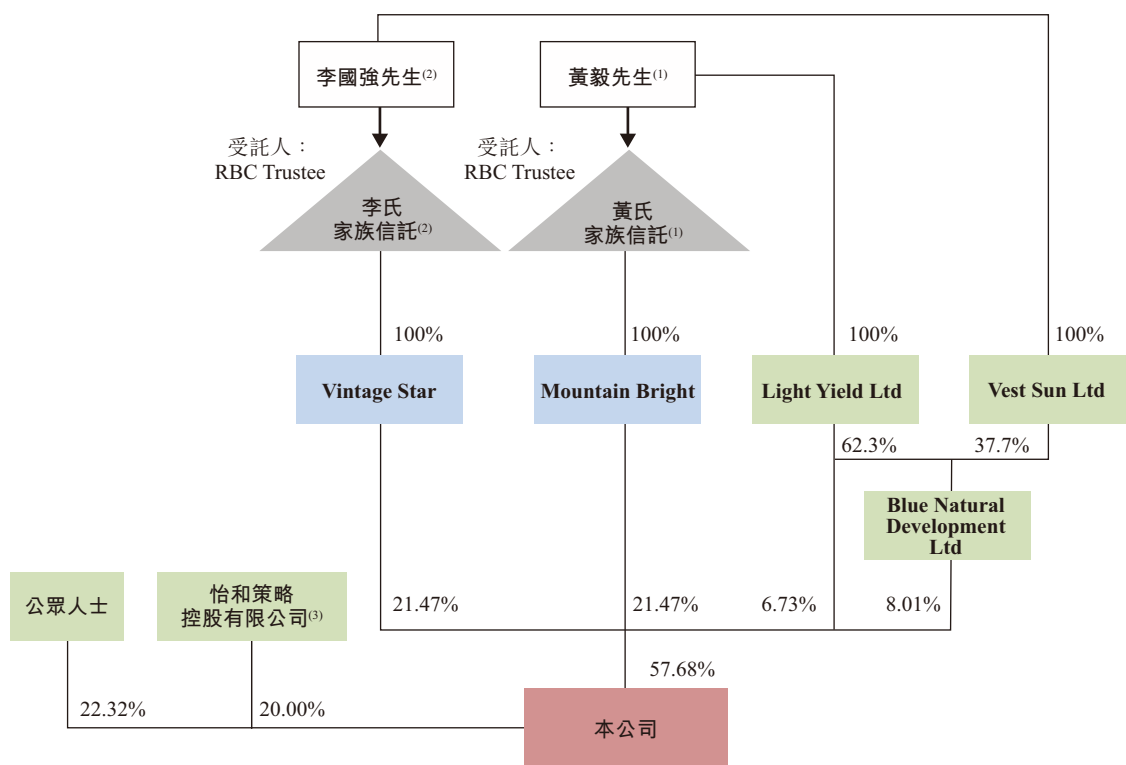 李國強先生(2)
黃毅先生(1)
受託人：
RBC Trustee
受託人：
RBC Trustee
李氏
家族信託(2)
黃氏
家族信託(1)
100%
100%
100%
100%
Vintage Star
Mountain Bright
Light Yield Ltd
Vest Sun Ltd
62.3%
37.7%
Blue Natural
Development
Ltd
公眾人士
怡和策略
控股有限公司(3)
21.47%
21.47%
6.73%
8.01%
57.68%
22.32%
20.00%
本公司